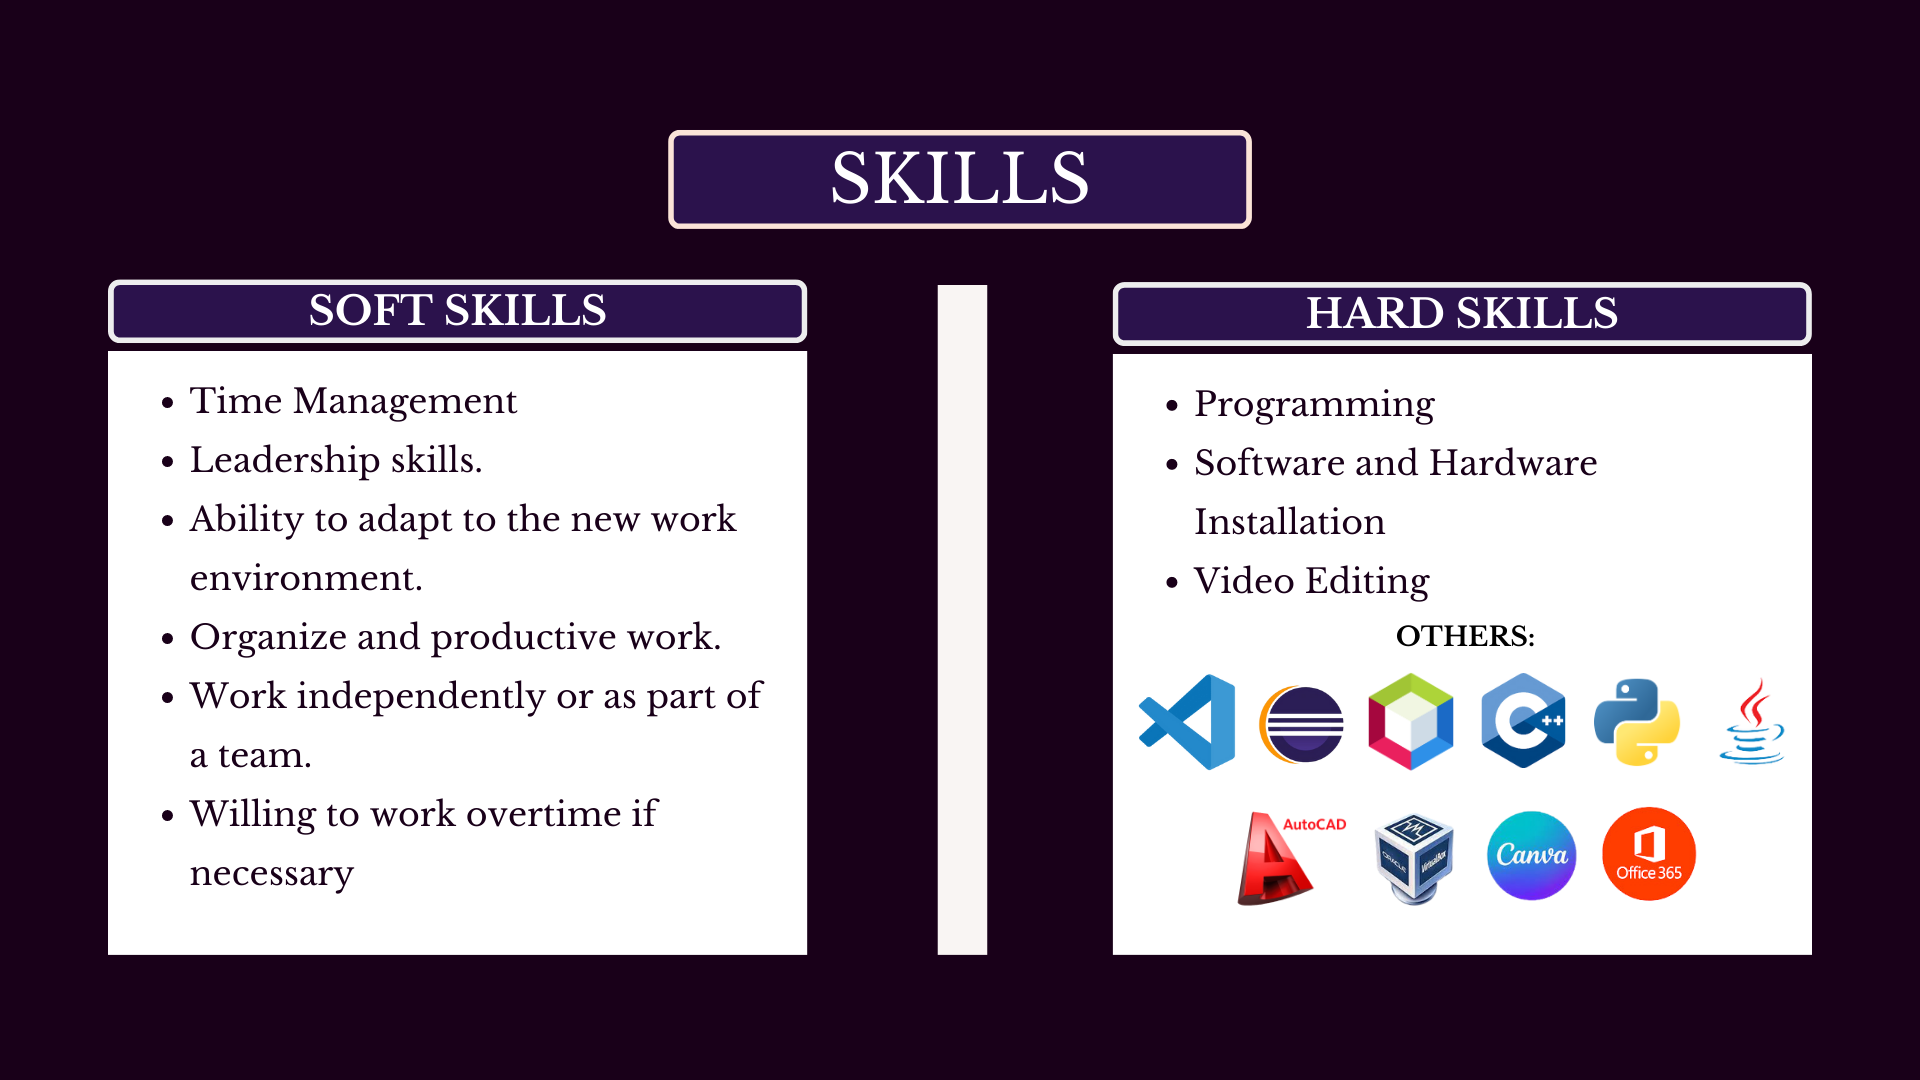 SKILLS
SOFT SKILLS
• Time Management
• Leadership skills.
• Ability to adapt to the new work
environment.
• Organize and productive work.
• Work independently or as part of
a team.
• Willing to work overtime if
necessary
HARD SKILLS
• Programming
• Software and Hardware
Installation
• Video Editing
OTHERS:
C++
AutoCAD
ORACLE
VirtualBox
Canva
Office 365